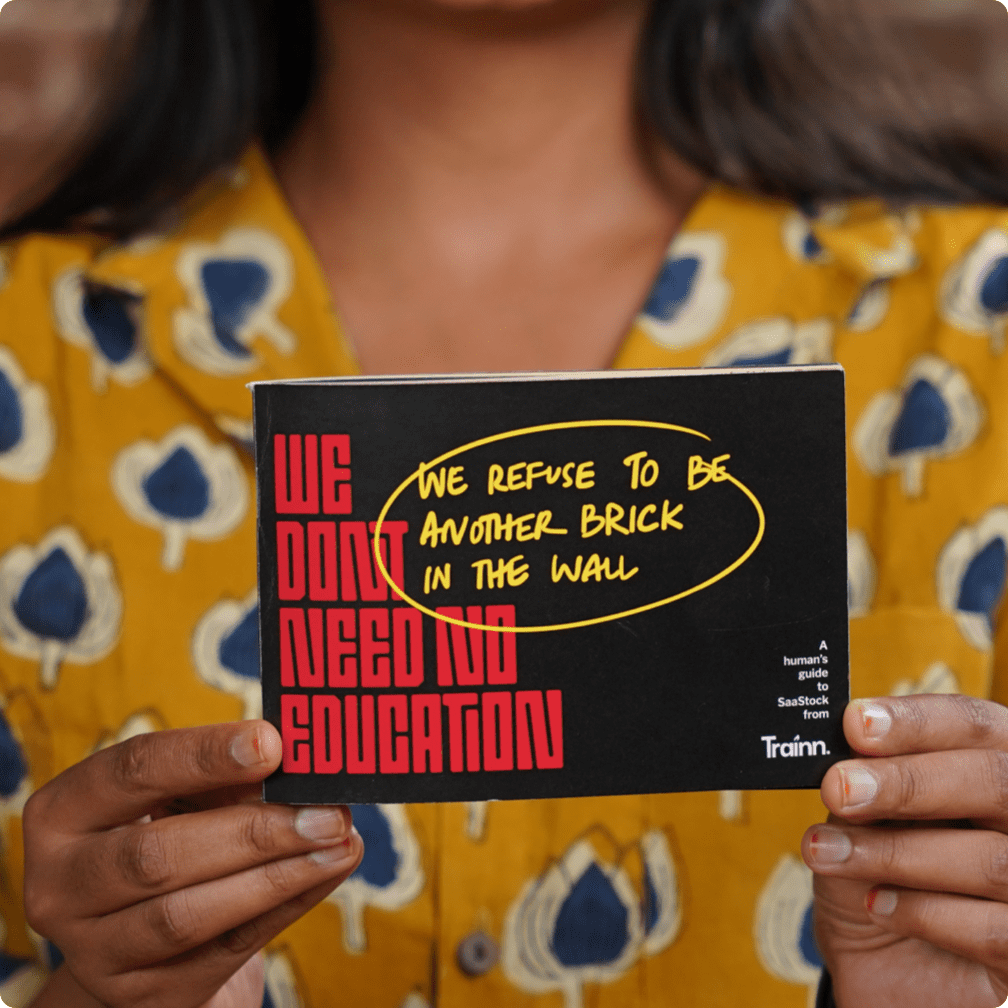 WE
DONT
NEED NO
EDUCATION
WE REFUSE TO BE
ANOTHER BRICK
IN THE WALL
A
human's
guide
to
SaaStock
from
Trainn.